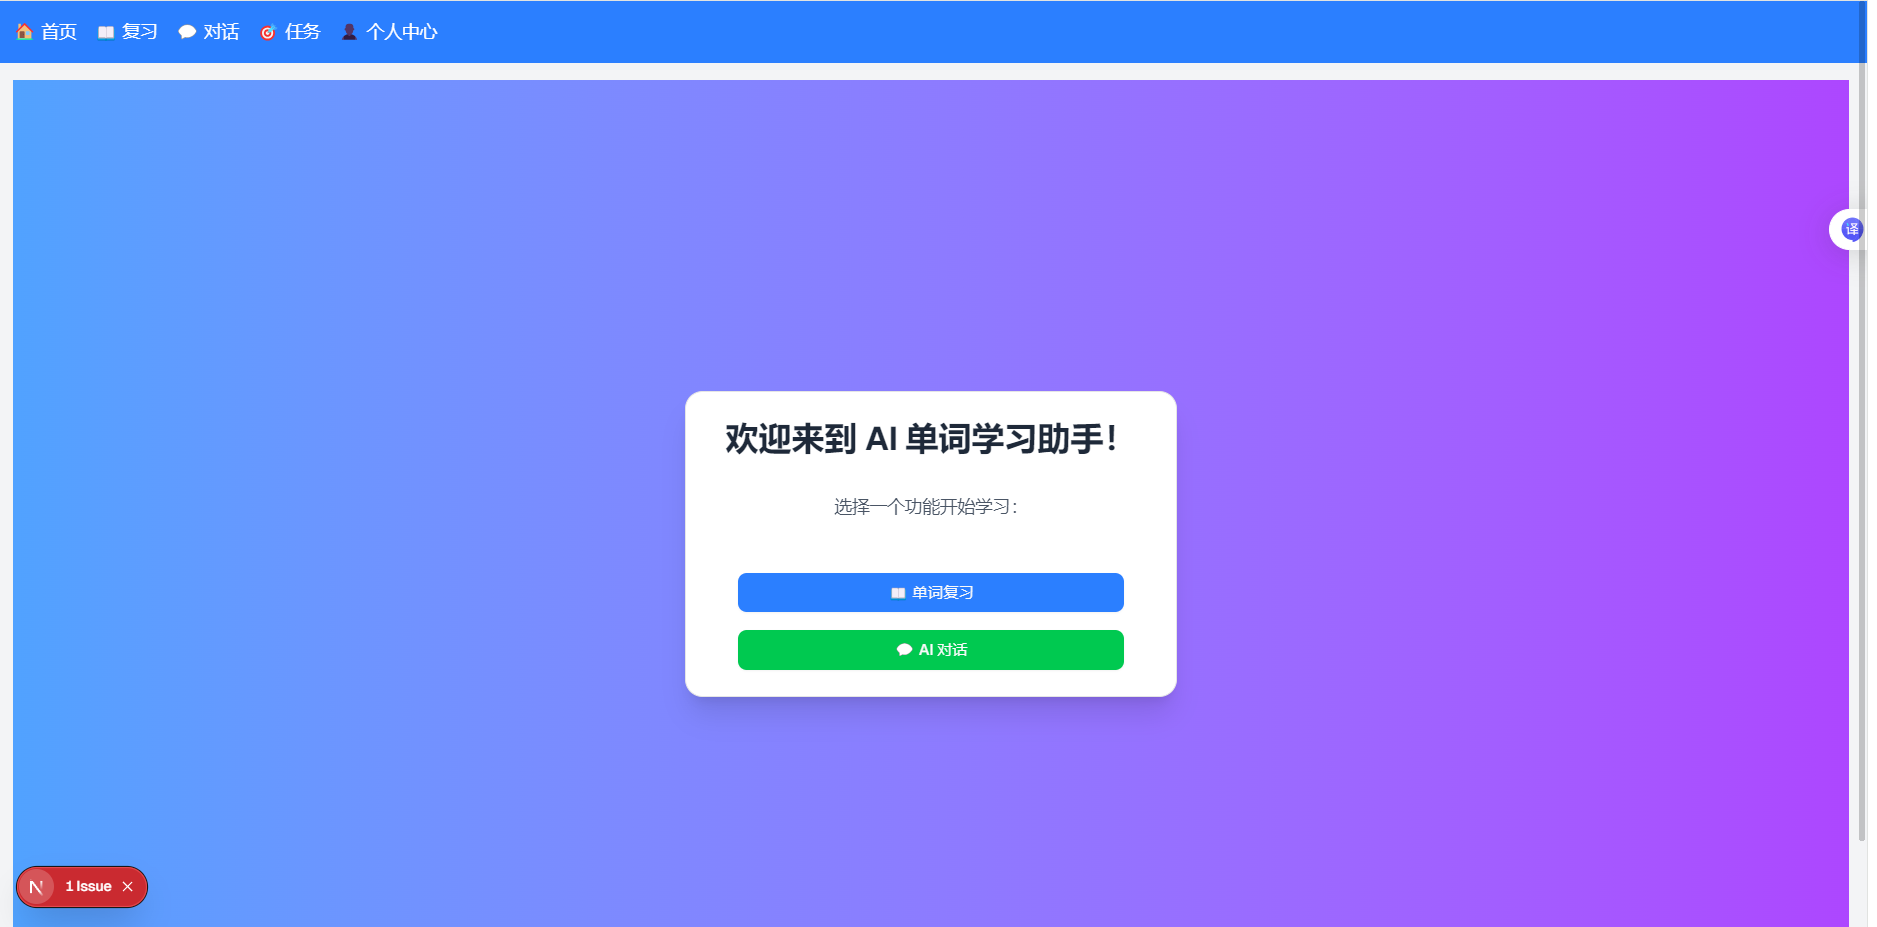 首页 复习 对话 任务 个人中心
译
欢迎来到 AI 单词学习助手！
选择一个功能开始学习：
单词复习
AI 对话
N 1 Issue